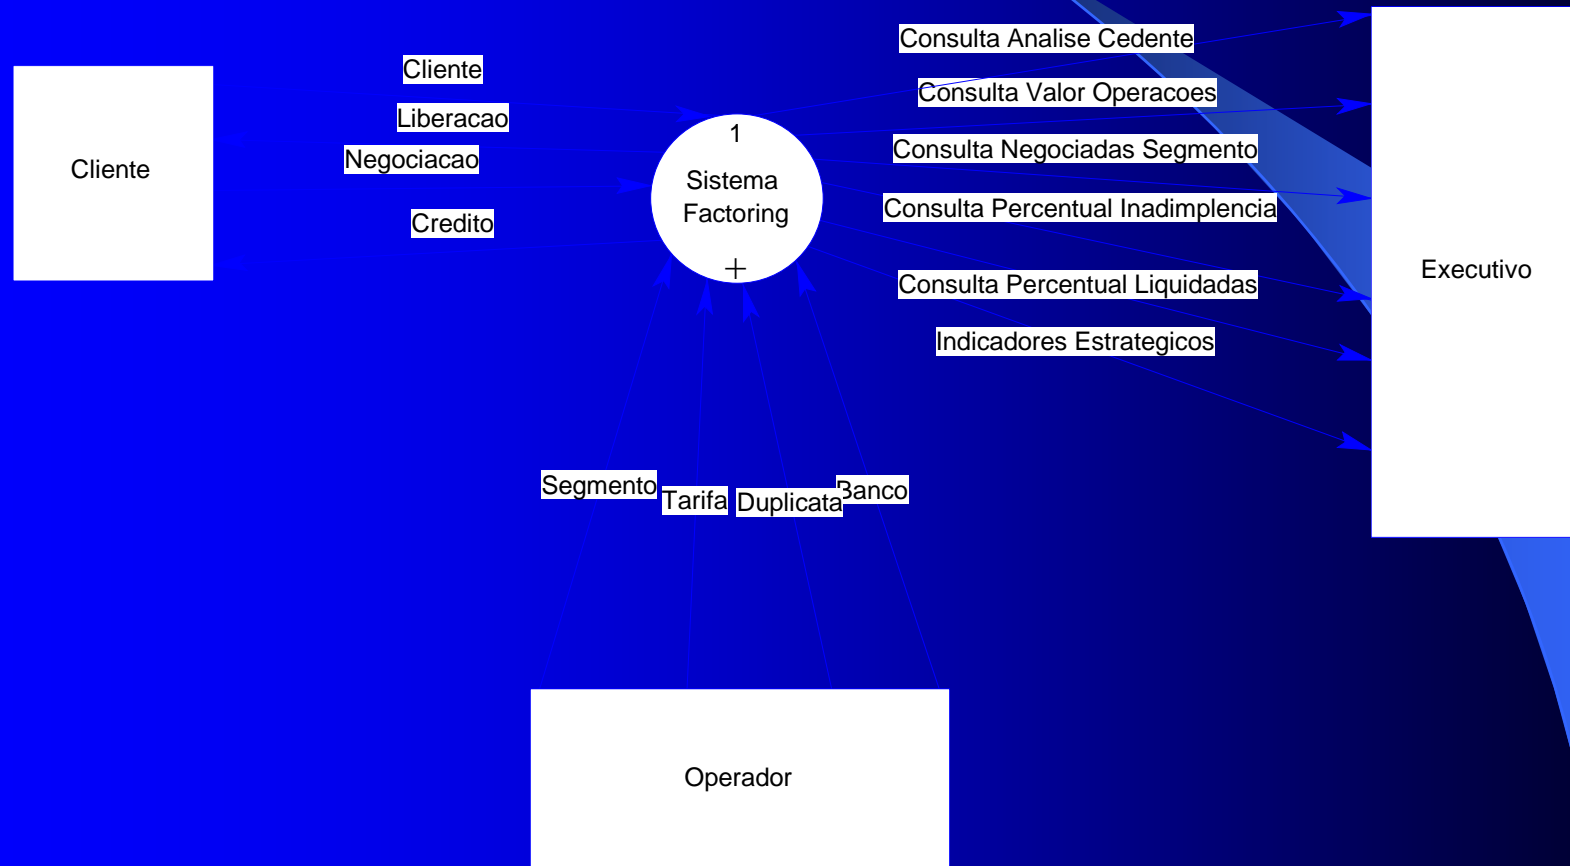 Cliente
Cliente
Liberacao
Negociacao
Credito
1
Sistema
Factoring
+
Consulta Analise Cedente
Consulta Valor Operacoes
Consulta Negociadas Segmento
Consulta Percentual Inadimplencia
Consulta Percentual Liquidadas
Indicadores Estrategicos
Executivo
Segmento
Tarifa
Duplicata
Banco
Operador